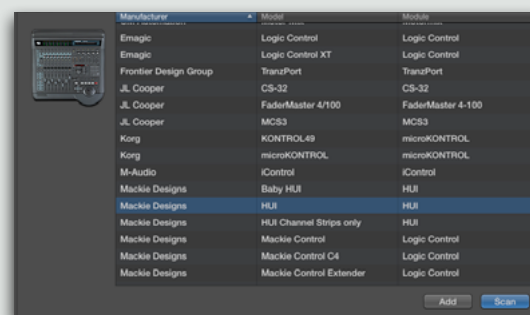 Manufacturer Model Module
Emagic Logic Control Logic Control
Emagic Logic Control XT Logic Control
Frontier Design Group TranzPort TranzPort
JL Cooper CS-32 CS-32
JL Cooper FaderMaster 4/100 FaderMaster 4-100
JL Cooper MCS3 MCS3
Korg KONTROL49 microKONTROL
Korg microKONTROL microKONTROL
M-Audio iControl iControl
Mackie Designs Baby HUI HUI
Mackie Designs HUI HUI
Mackie Designs HUI Channel Strips only HUI
Mackie Designs Mackie Control Logic Control
Mackie Designs Mackie Control C4 Logic Control
Mackie Designs Mackie Control Extender Logic Control
Add Scan